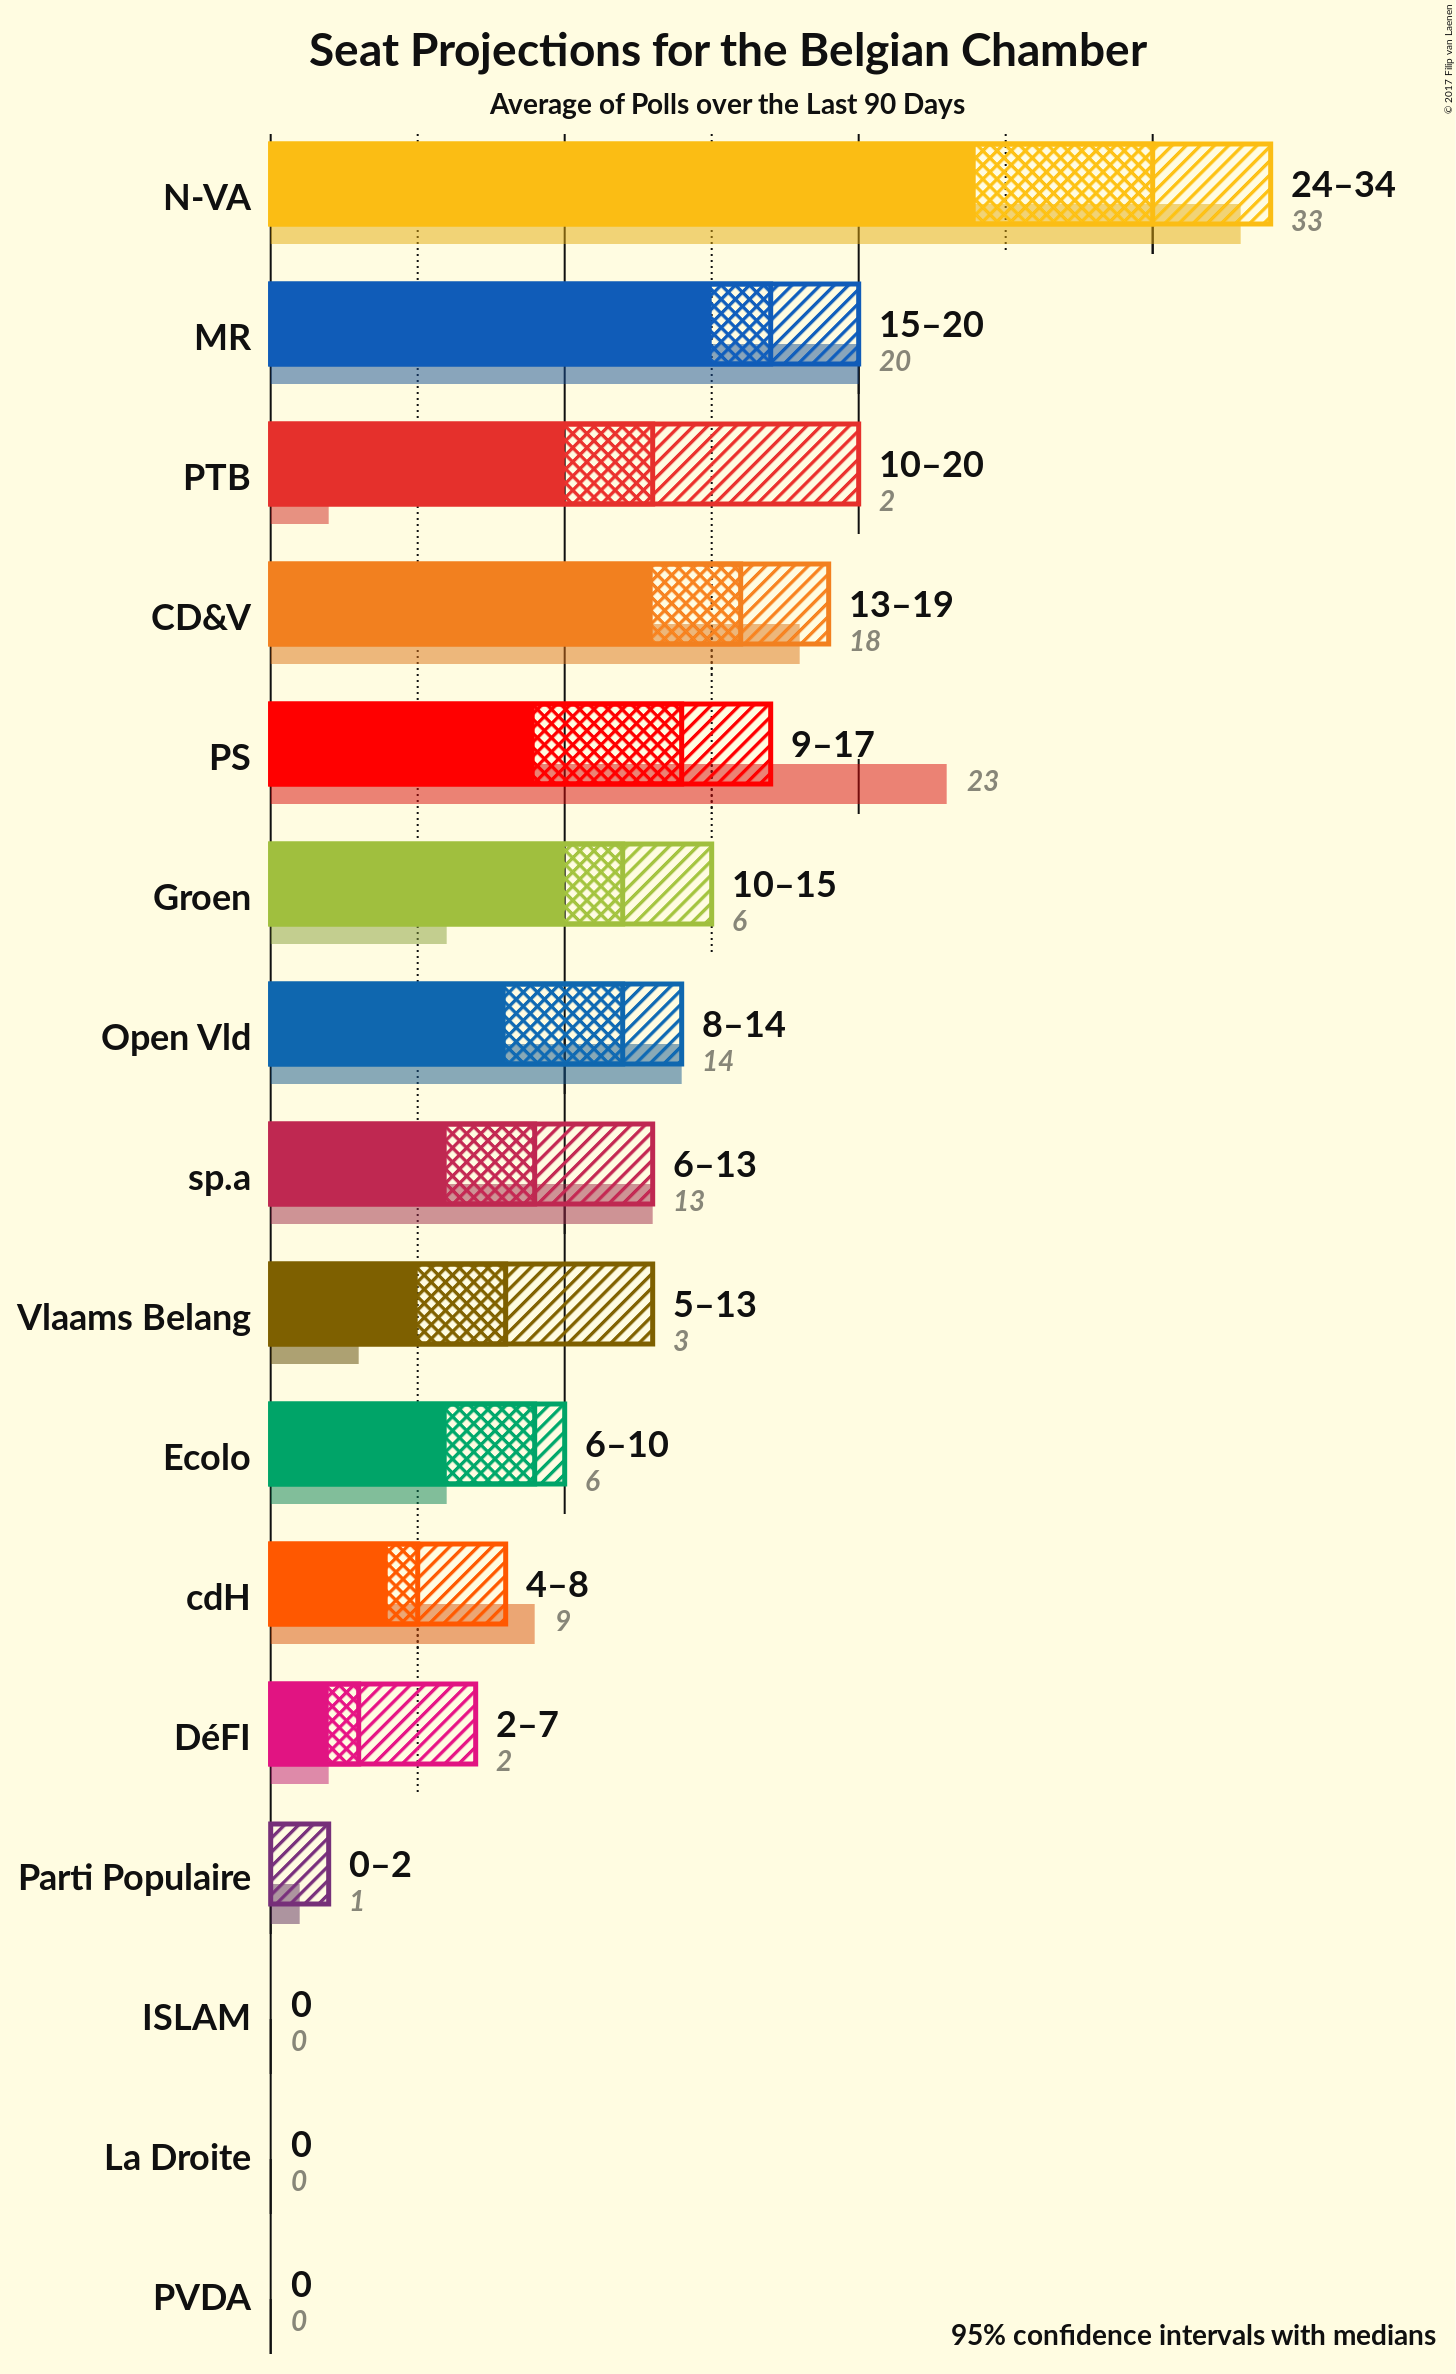 Seat Projections for the Belgian Chamber
Average of Polls over the Last 90 Days
© 2017 Filip van Laenen
N-VA
24–34
33
MR
15–20
20
PTB
10–20
2
CD&V
13–19
18
PS
9–17
23
Groen
10–15
6
Open Vld
8–14
14
sp.a
6–13
13
Vlaams Belang
5–13
3
Ecolo
6–10
6
cdH
4–8
9
DéFI
2–7
2
Parti Populaire
0–2
1
ISLAM
0
0
La Droite
0
0
PVDA
0
0
95% confidence intervals with medians